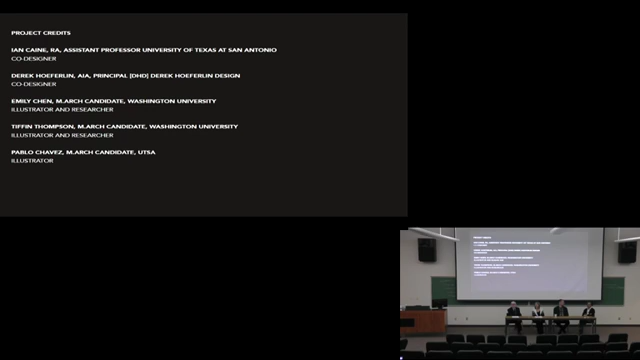 PROJECT CREDITS
IAN CAINE, RA, ASSISTANT PROFESSOR UNIVERSITY OF TEXAS AT SAN ANTONIO
CO-DESIGNER
DEREK HOEFERLIN, AIA, PRINCIPAL [DHD] DEREK HOEFERLIN DESIGN
CO-DESIGNER
EMILY CHEN, M.ARCH CANDIDATE, WASHINGTON UNIVERSITY
ILLUSTRATOR AND RESEARCHER
TIFFIN THOMPSON, M.ARCH CANDIDATE, WASHINGTON UNIVERSITY
ILLUSTRATOR AND RESEARCHER
PABLO CHAVEZ, M.ARCH CANDIDATE, UTSA
ILLUSTRATOR